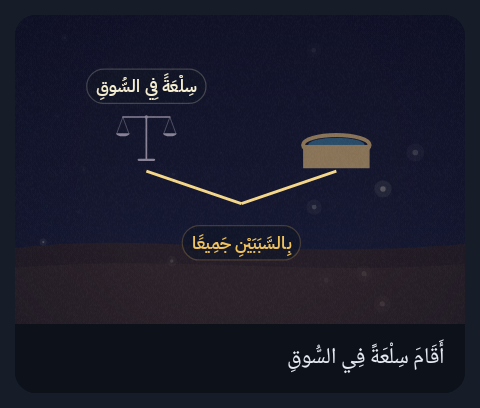 سِلْعَةً فِي السُّوقِ
بِالسَّبَبَيْنِ جَمِيعًا
أَقَامَ سِلْعَةً فِي السُّوقِ